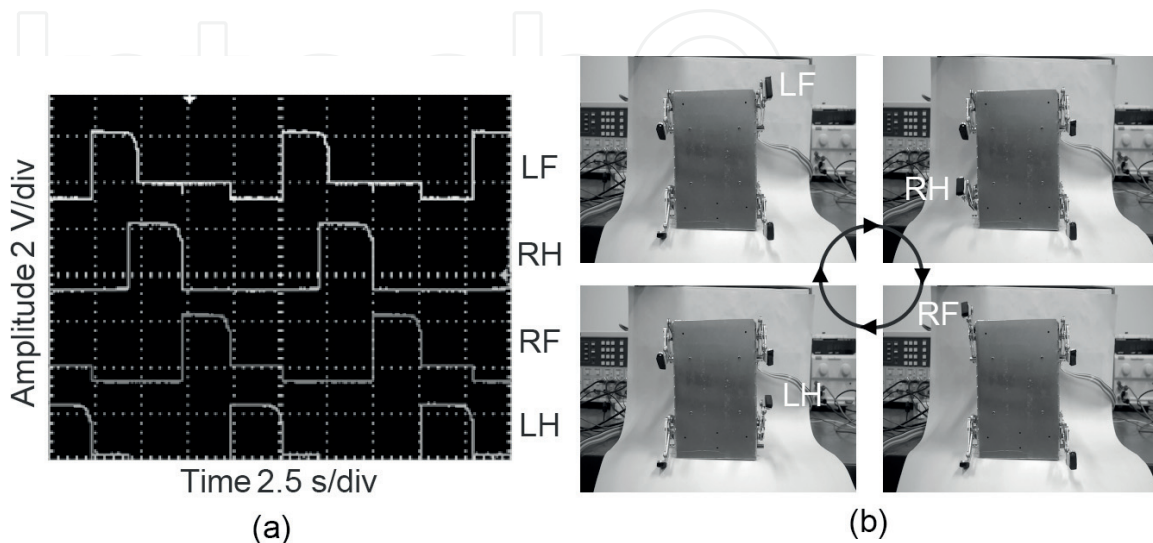 LF
RH
RF
LH
Amplitude 2 V/div
Time 2.5 s/div
(a)
LF
RH
RF
LH
(b)